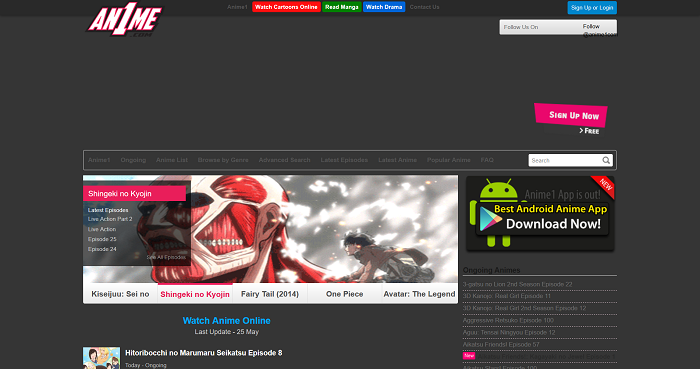 Anime1 Watch Cartoons Online Read Manga Watch Drama Contact Us
Sign Up or Login
AN1ME
.com
Follow Us On
Follow
Sign Up Now
> Free
Anime1 Ongoing Anime List Browse by Genre Advanced Search Latest Episodes Latest Anime Popular Anime FAQ
Search
Shingeki no Kyojin
Latest Episodes
Live Action Part 2
Live Action
Episode 25
Episode 24
See All Episodes
Kiseijuu: Sei no Shingeki no Kyojin Fairy Tail (2014) One Piece Avatar: The Legend
NEW
Anime1 App is out!
Best Android Anime App
Download Now!
Ongoing Animes
3-gatsu no Lion 2nd Season Episode 22
3D Kanojo: Real Girl Episode 11
3D Kanojo: Real Girl 2nd Season Episode 12
Aggressive Retsuko Episode 100
Aguu: Tensai Ningyou Episode 12
Aikatsu Friends! Episode 57
New
Watch Anime Online
Last Update - 25 May
Hitoribocchi no Marumaru Seikatsu Episode 8
Today - Ongoing